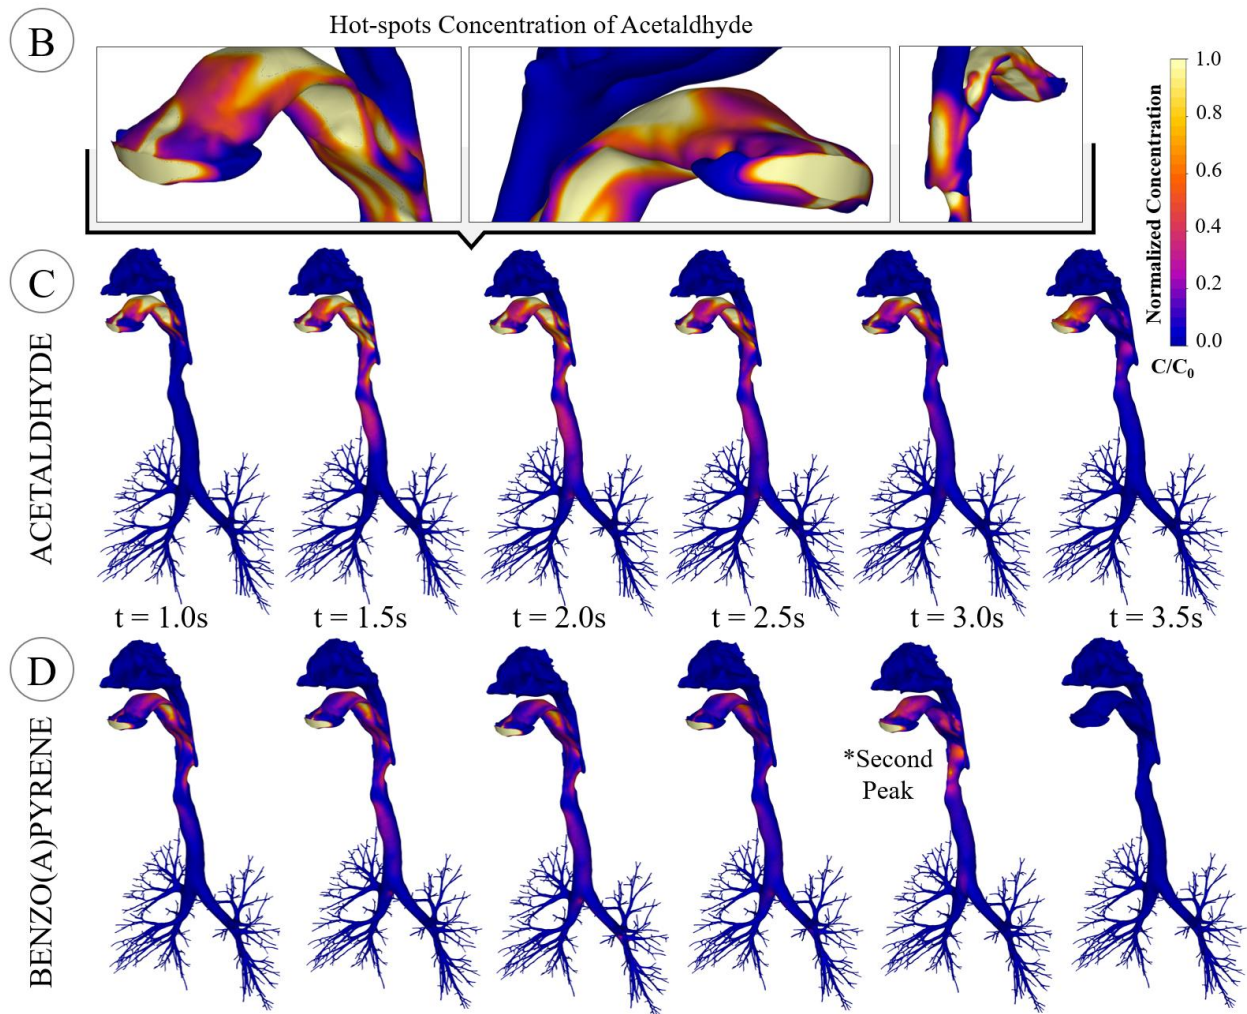 B
Hot-spots Concentration of Acetaldhyde
Normalized Concentration
1.0
0.8
0.6
0.4
0.2
0.0
C/C₀
C
ACETALDHYDE
t = 1.0s
t = 1.5s
t = 2.0s
t = 2.5s
t = 3.0s
t = 3.5s
D
BENZO(A)PYRENE
*Second
Peak